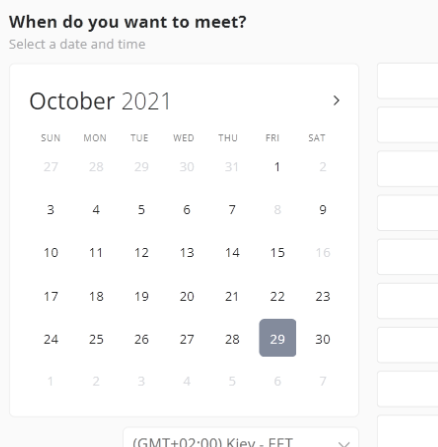 When do you want to meet?
Select a date and time
October 2021
SUN MON TUE WED THU FRI SAT
27 28 29 30 31 1 2
3 4 5 6 7 8 9
10 11 12 13 14 15 16
17 18 19 20 21 22 23
24 25 26 27 28 29 30
1 2 3 4 5 6 7
(GMT+02:00) Kiev - EET